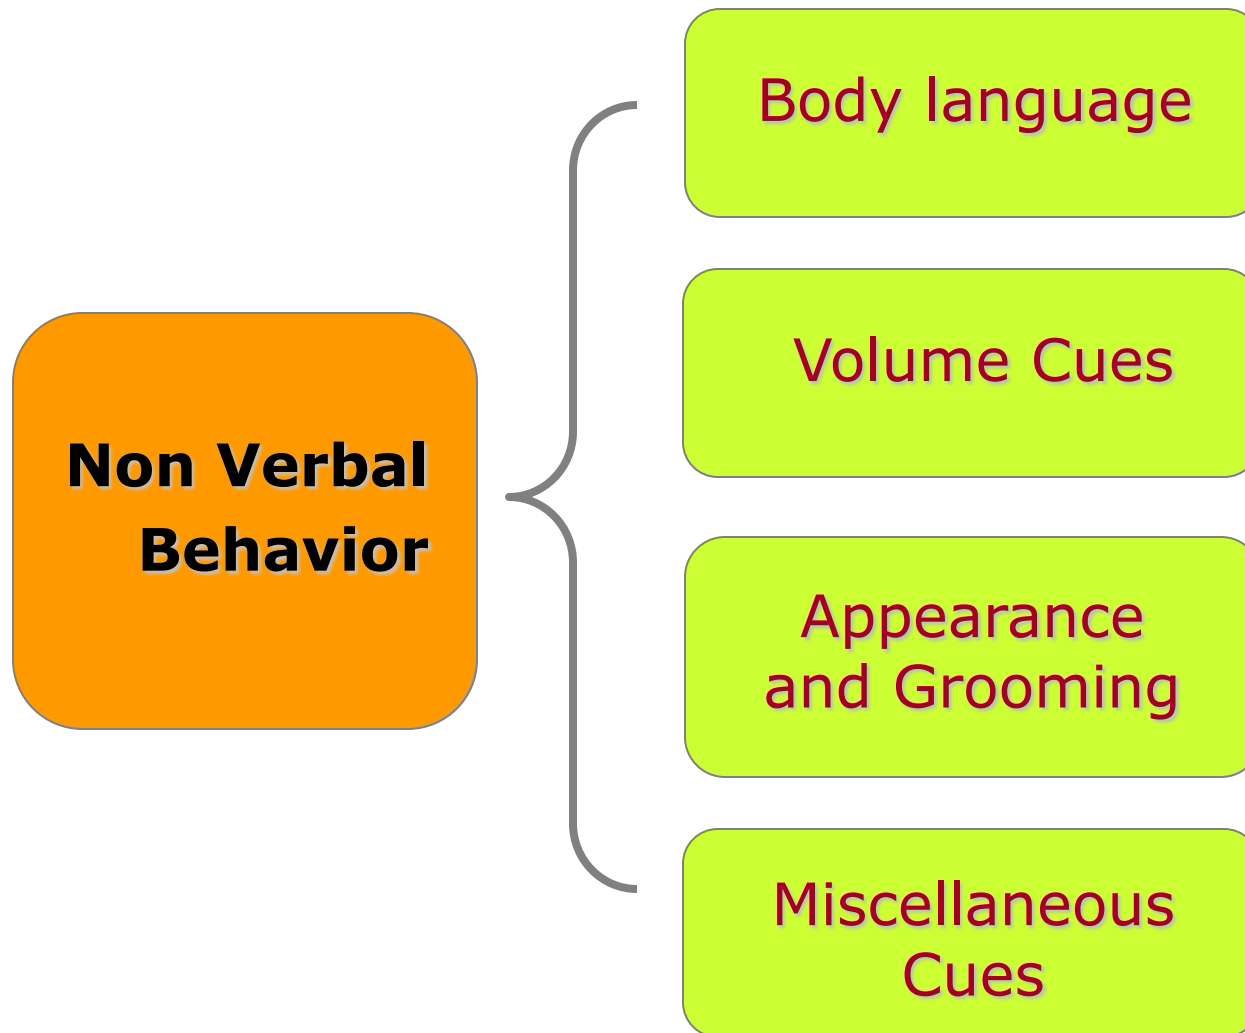 Non Verbal
Behavior
Body language
Volume Cues
Appearance
and Grooming
Miscellaneous
Cues